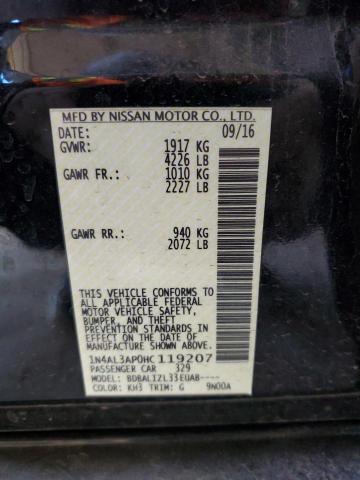 MFD BY NISSAN MOTOR CO., LTD.
DATE: 09/16
GVWR: 1917 KG
4226 LB
GAWR FR.: 1010 KG
2227 LB
GAWR RR.: 940 KG
2072 LB
THIS VEHICLE CONFORMS TO
ALL APPLICABLE FEDERAL
MOTOR VEHICLE SAFETY,
BUMPER, AND THEFT
PREVENTION STANDARDS IN
EFFECT ON THE DATE OF
MANUFACTURE SHOWN ABOVE.
1N4AL3AP0HC119207
PASSENGER CAR 329
MODEL: BDBALIZL33EUAB----
COLOR: KH3 TRIM: G 9N00A